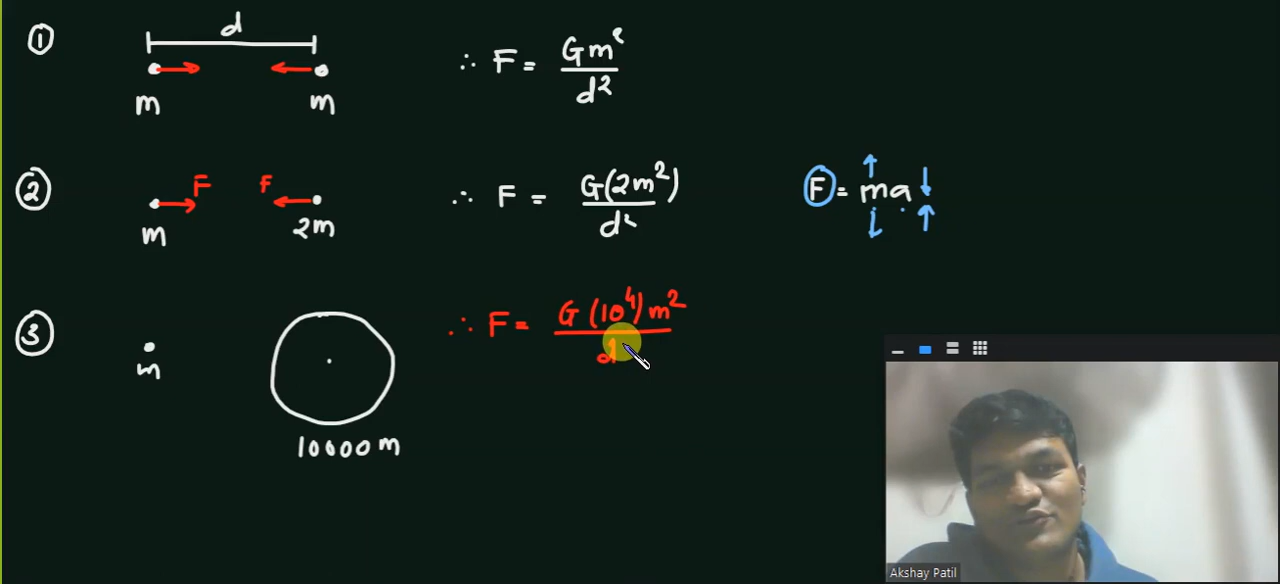 ① d
m m
∴ F = Gm² / d²
② F f
m 2m
∴ F = G(2m²) / d²
F = ma
③ m
10000 m
∴ F = G (10⁴) m² / d
Akshay Patil